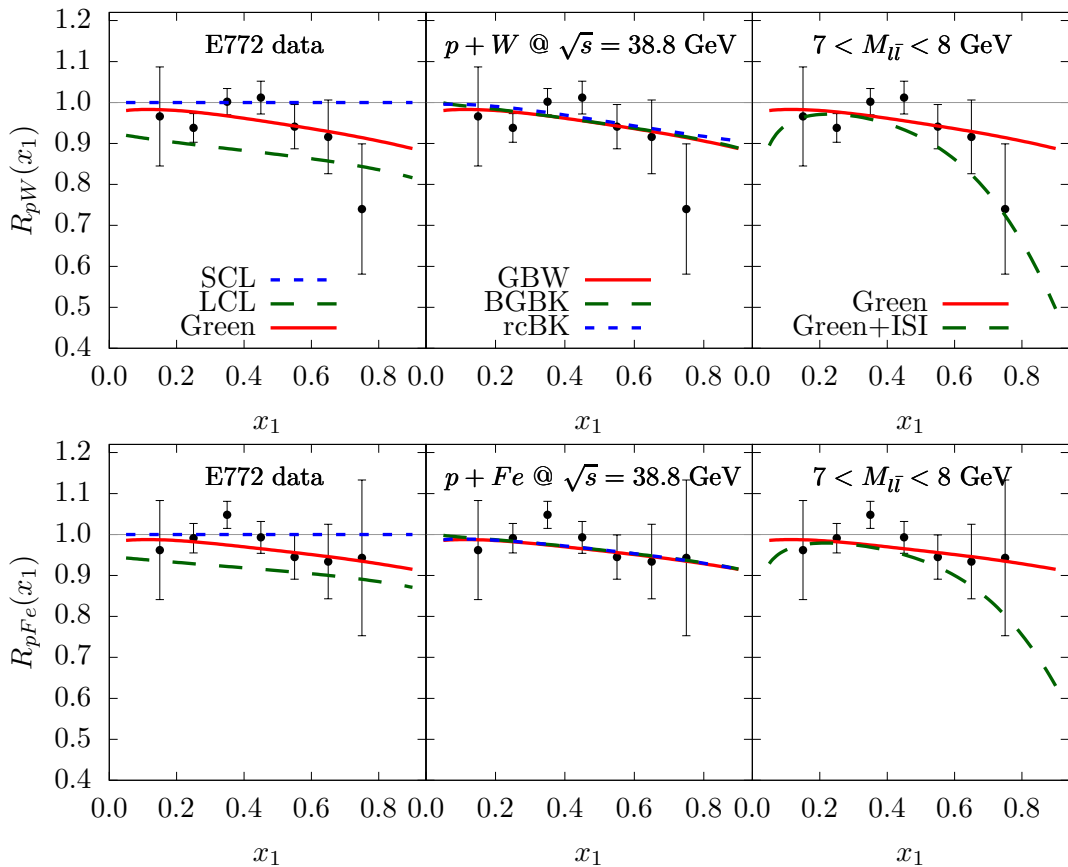 1.2
1.1
1.0
0.9
0.8
0.7
0.6
0.5
0.4
R_{pW}(x_1)
E772 data
SCL
LCL
Green
p + W @ √s = 38.8 GeV
GBW
BGBK
rcBK
7 < M_{l\bar{l}} < 8 GeV
Green
Green+ISI
0.0 0.2 0.4 0.6 0.8 0.0 0.2 0.4 0.6 0.8 0.0 0.2 0.4 0.6 0.8
x_1 x_1 x_1
1.2
1.1
1.0
0.9
0.8
0.7
0.6
0.5
0.4
R_{pFe}(x_1)
E772 data
p + Fe @ √s = 38.8 GeV
7 < M_{l\bar{l}} < 8 GeV
0.0 0.2 0.4 0.6 0.8 0.0 0.2 0.4 0.6 0.8 0.0 0.2 0.4 0.6 0.8
x_1 x_1 x_1